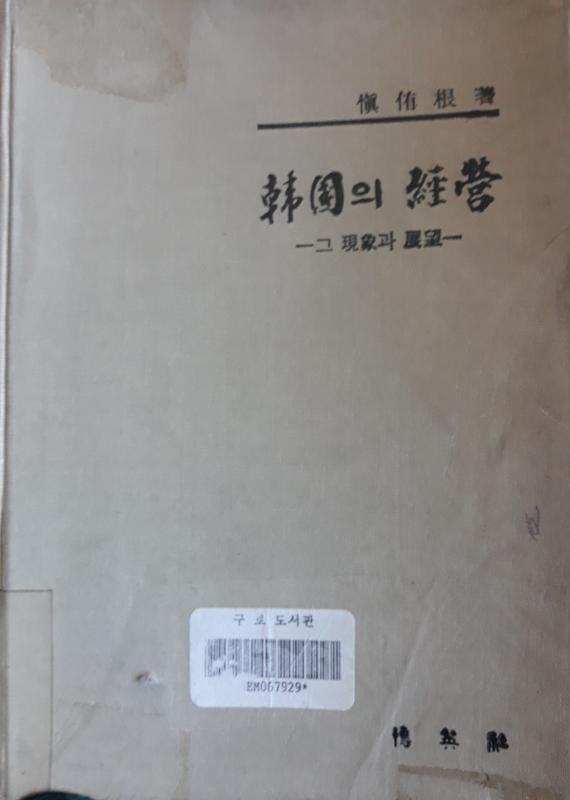 愼侑根 著
韓國의 經營
—그 現象과 展望—
구로도서관
EM067929*
博英社